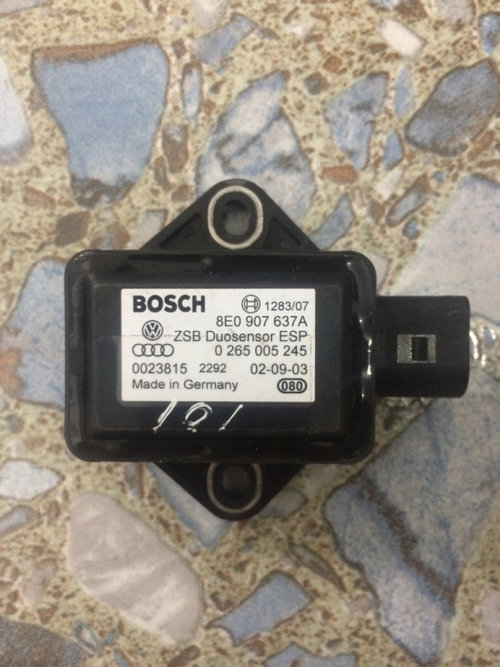 BOSCH 1283/07
8E0 907 637A
ZSB Duosensor ESP
0 265 005 245
0023815 2292 02-09-03
Made in Germany 080
181